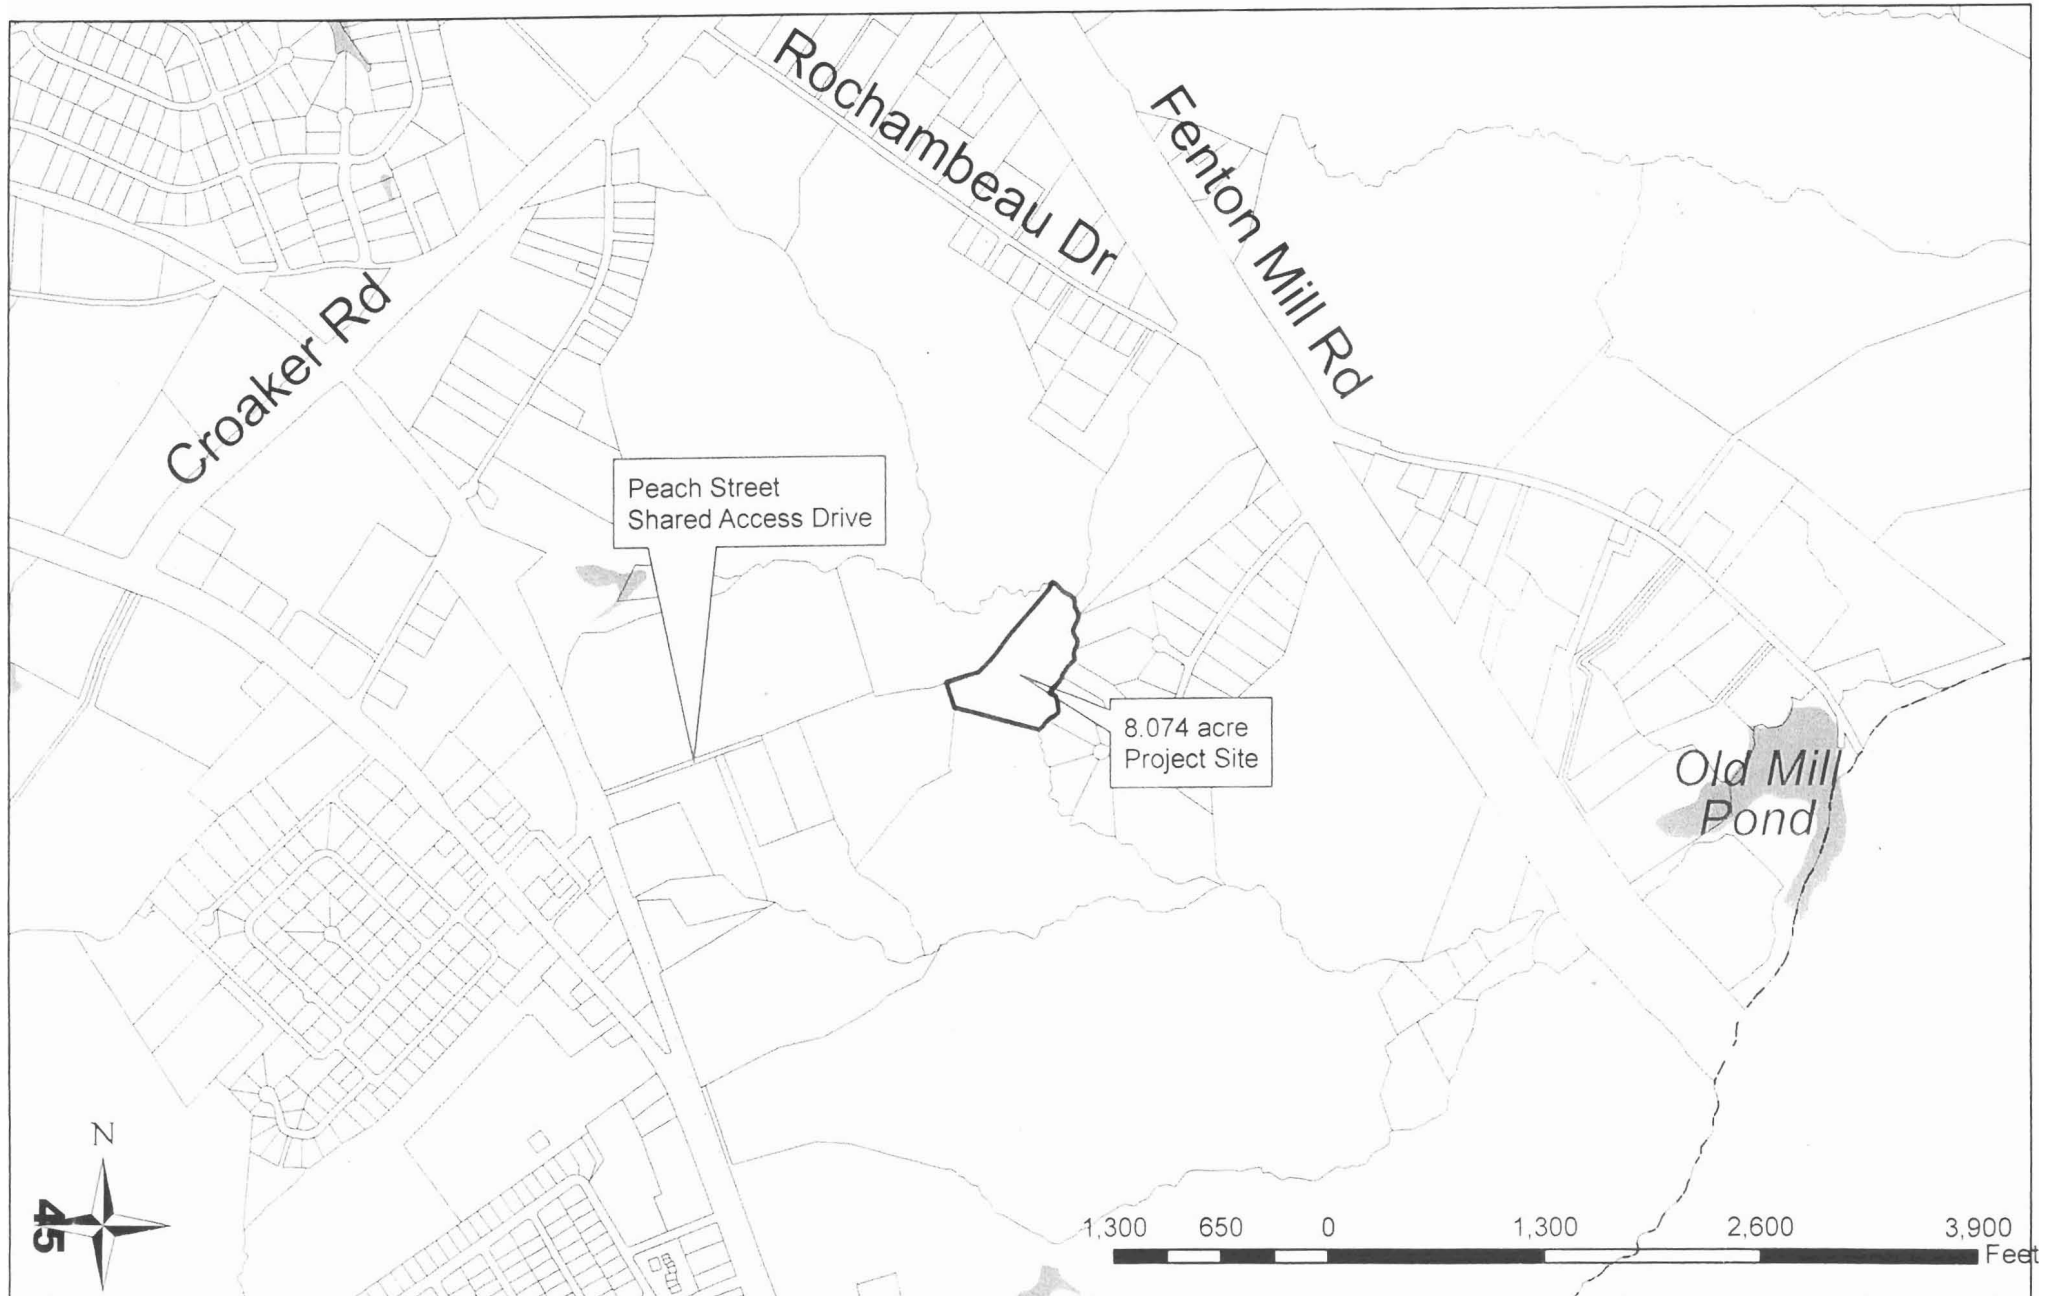 Rochambeau Dr
Fenton Mill Rd
Croaker Rd
Peach Street
Shared Access Drive
8.074 acre
Project Site
Old Mill
Pond
N
45
1,300 650 0 1,300 2,600 3,900
Feet